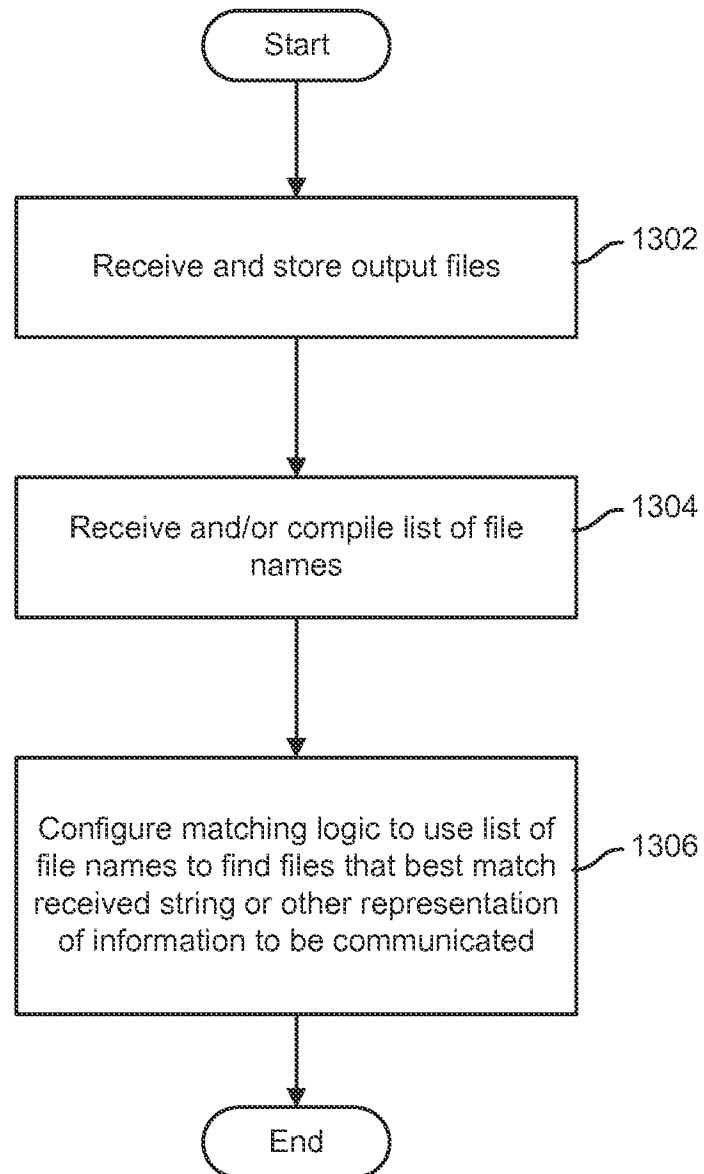 Start
Receive and store output files
1302
Receive and/or compile list of file
names
1304
Configure matching logic to use list of
file names to find files that best match
received string or other representation
of information to be communicated
1306
End